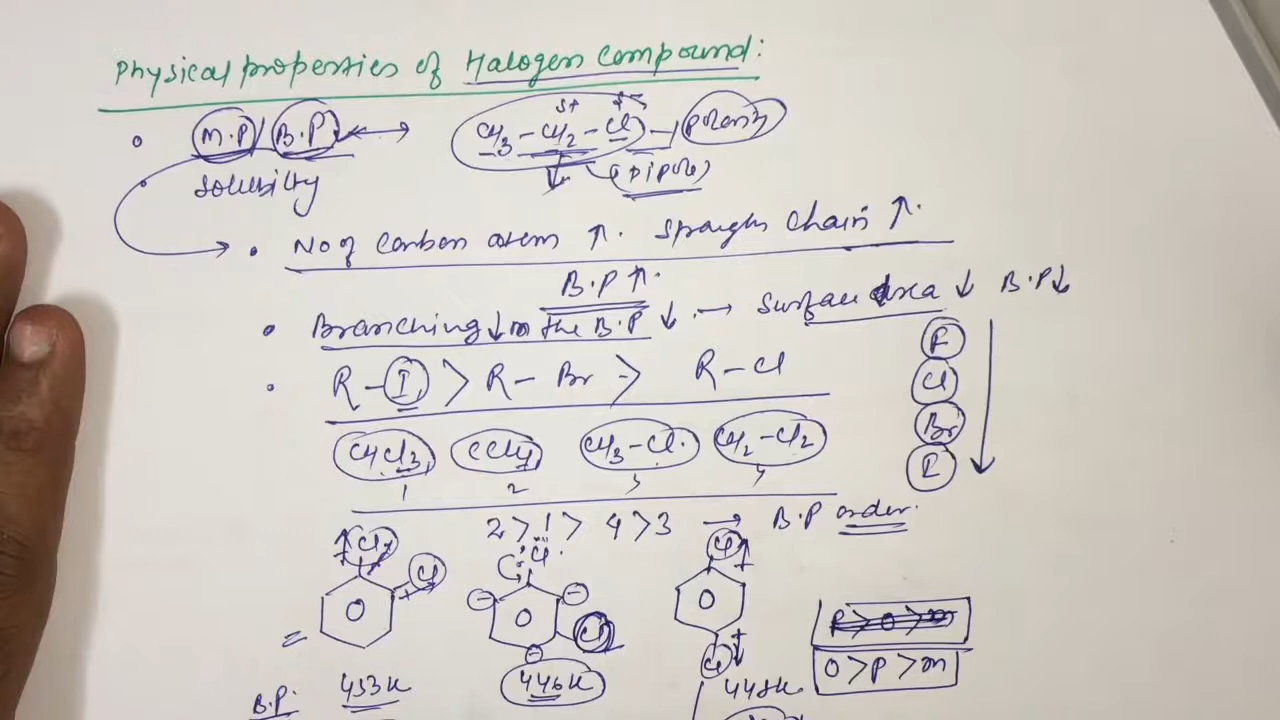 Physical properties of Halogen Compound:
• M.P / B.P ↔ CH3 - CH2 - Cl - polarity
δ+ δ-
• solubility (Dipole)
• No of carbon atom ↑. straight chain ↑.
B.P ↑.
• Branching ↓ in the B.P ↓ . → Surface Area ↓ B.P ↓
• R - I > R - Br > R - Cl
F
Cl
Br
I
CHCl3 CCl4 CH3-Cl. CH2-Cl2
1 2 3 4
2 > 1 > 4 > 3 → B.P order.
Cl Cl Cl Cl Cl Cl
P > O > m
O > P > m
B.P: 453K 446K 448K